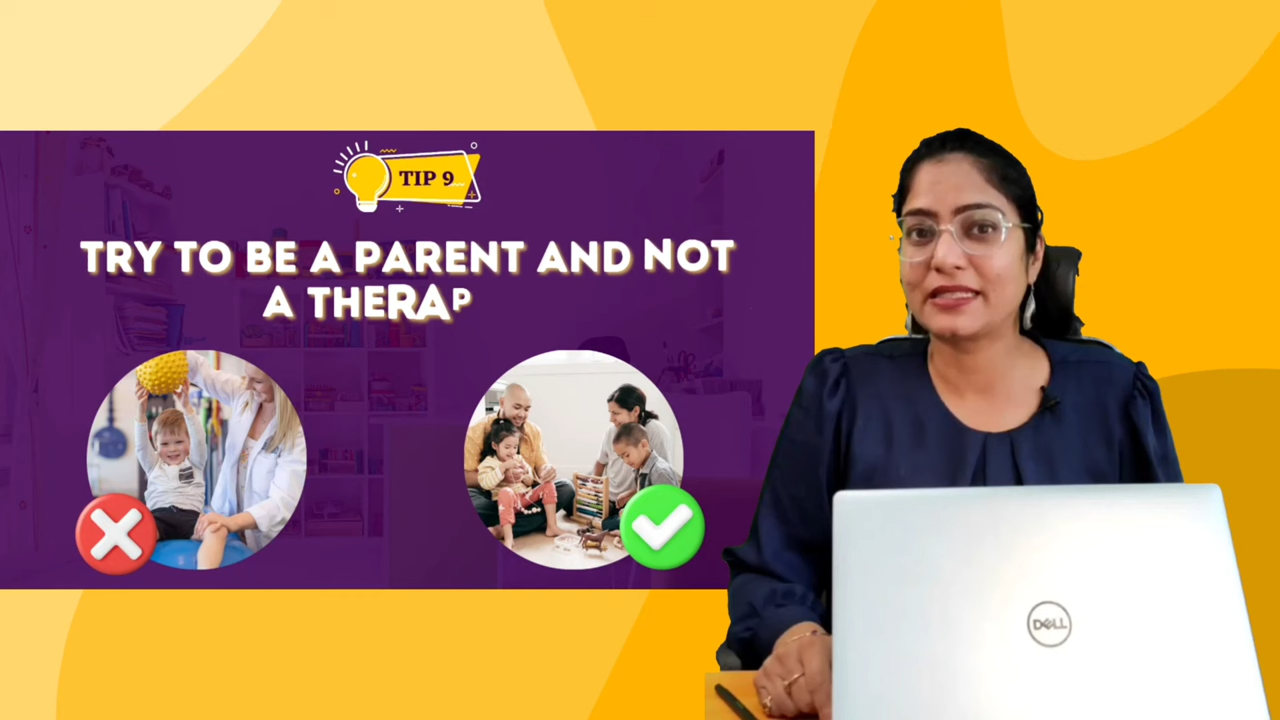 TIP 9
TRY TO BE A PARENT AND NOT
A THERAP
DELL